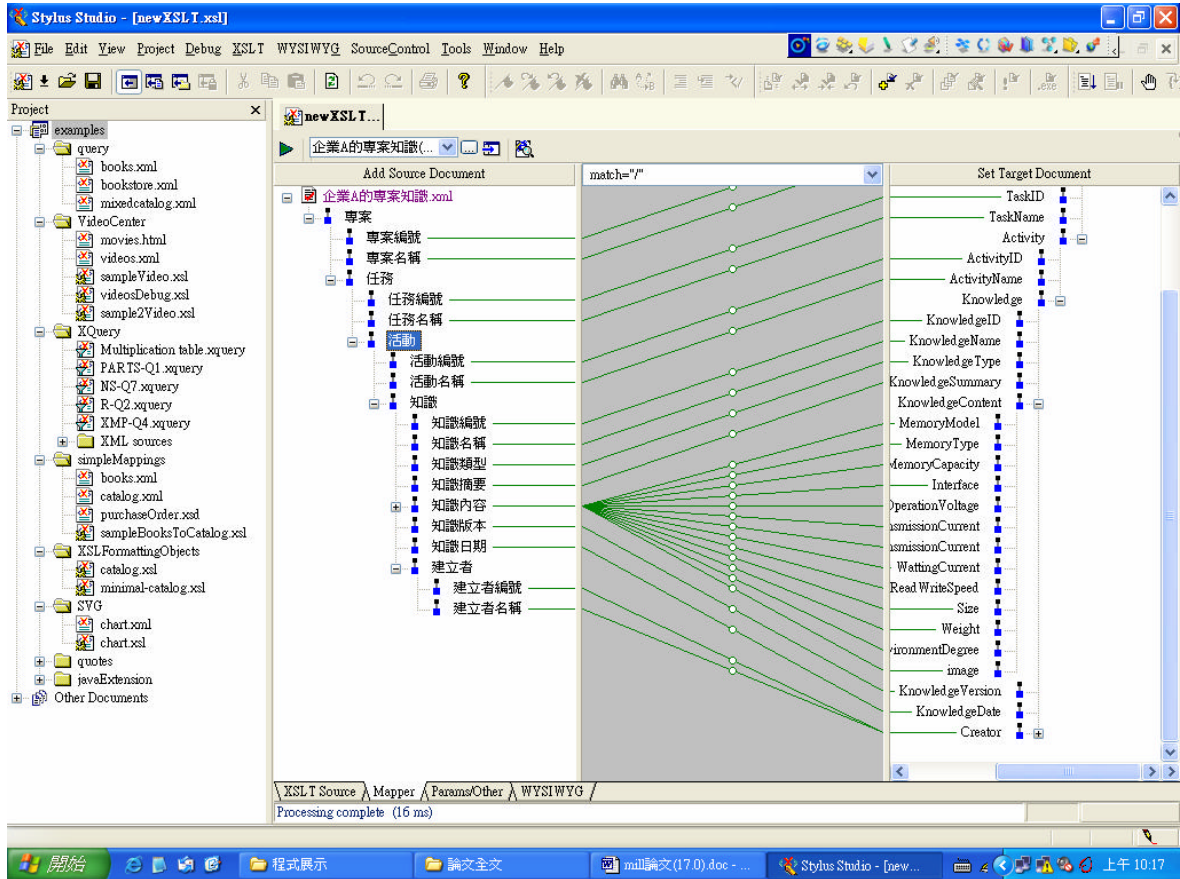 Stylus Studio - [newXSLT.xsl]
File Edit View Project Debug XSLT WYSIWYG SourceControl Tools Window Help
Project
examples
query
books.xml
bookstore.xml
mixedcatalog.xml
VideoCenter
movies.html
videos.xml
sampleVideo.xsl
videosDebug.xsl
sample2Video.xsl
XQuery
Multiplication table.xquery
PARTS-Q1.xquery
NS-Q7.xquery
R-Q2.xquery
XMP-Q4.xquery
XML sources
simpleMappings
books.xml
catalog.xml
purchaseOrder.xsd
sampleBooksToCatalog.xsl
XSLFormattingObjects
catalog.xsl
minimal-catalog.xsl
SVG
chart.xml
chart.xsl
quotes
javaExtension
Other Documents
newXSLT...
企業A的專案知識(...
Add Source Document
match="/"
Set Target Document
企業A的專案知識.xml
專案
專案編號
專案名稱
任務
任務編號
任務名稱
活動
活動編號
活動名稱
知識
知識編號
知識名稱
知識類型
知識摘要
知識內容
知識版本
知識日期
建立者
建立者編號
建立者名稱
TaskID
TaskName
Activity
ActivityID
ActivityName
Knowledge
KnowledgeID
KnowledgeName
KnowledgeType
KnowledgeSummary
KnowledgeContent
MemoryModel
MemoryType
MemoryCapacity
Interface
OperationVoltage
nsmissionCurrent
nsmissionCurrent
WattingCurrent
Read WriteSpeed
Size
Weight
vironmentDegree
image
KnowledgeVersion
KnowledgeDate
Creator
XSLT Source Mapper Params/Other WYSIWYG
Processing complete (16 ms)
開始 程式展示 論文全文 mill論文(17.0).doc - ... Stylus Studio - [new... 上午 10:17